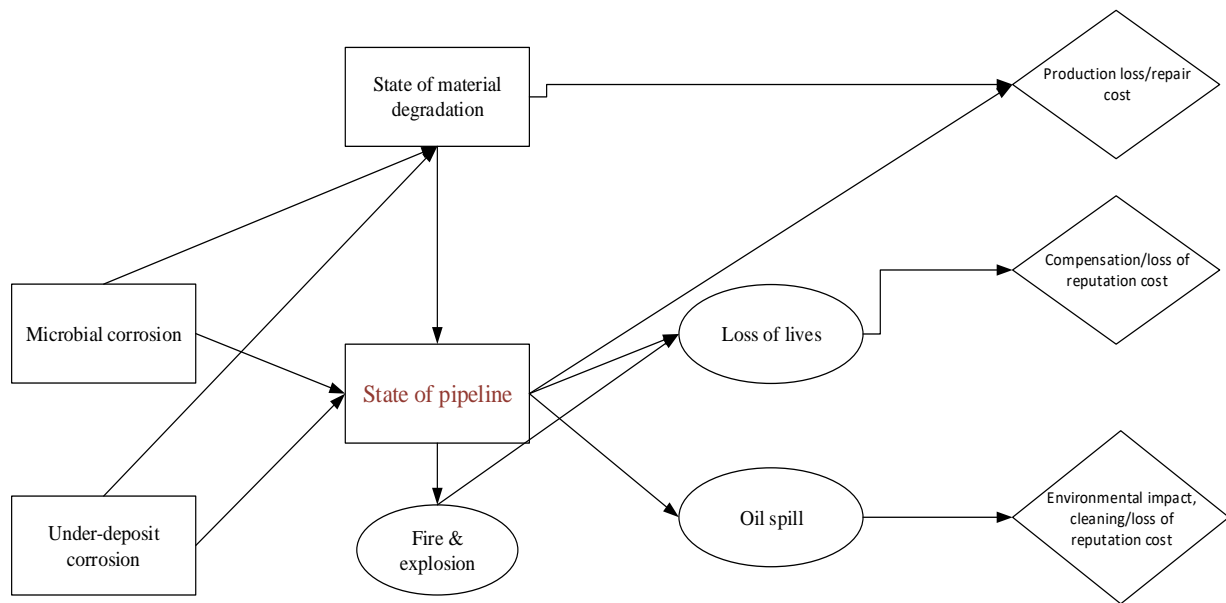 State of material
degradation
Production loss/repair
cost
Microbial corrosion
Compensation/loss of
reputation cost
Loss of lives
State of pipeline
Under-deposit
corrosion
Fire &
explosion
Oil spill
Environmental impact,
cleaning/loss of
reputation cost